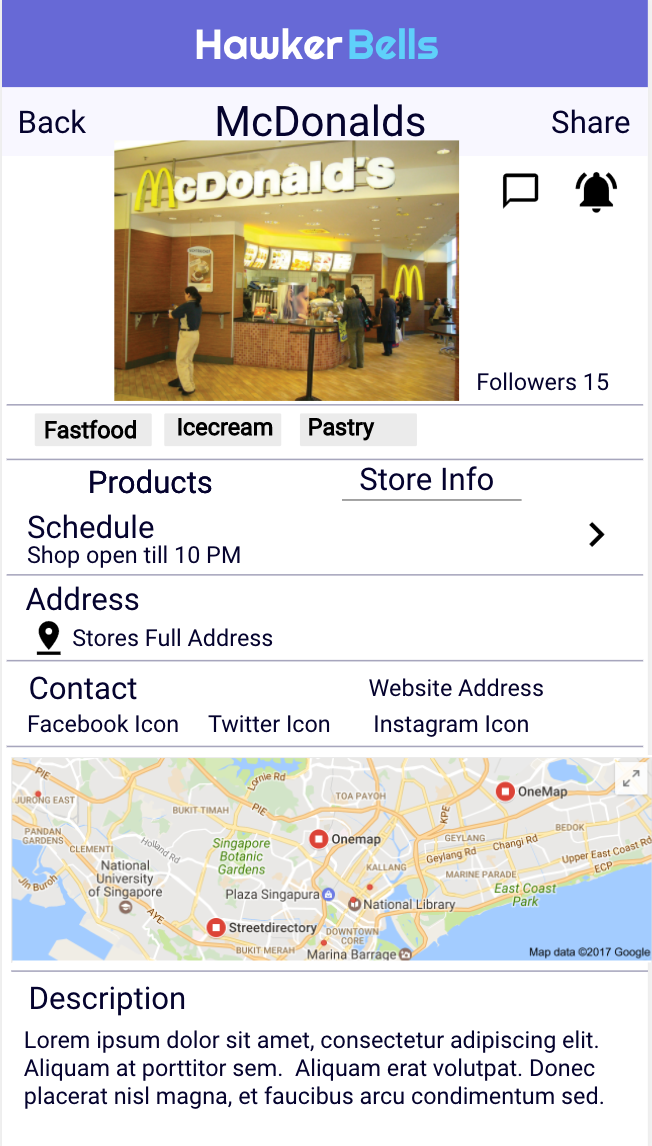 HawkerBells
Back
McDonalds
Share
McDonald's
Followers 15
Fastfood
Icecream
Pastry
Products
Store Info
Schedule
Shop open till 10 PM
Address
Stores Full Address
Contact
Website Address
Facebook Icon
Twitter Icon
Instagram Icon
PIE
Lornie Rd
JURONG EAST
TOA PAYOH
OneMap
BUKIT TIMAH
PIE
KPE
PANDAN
GARDENS
CLEMENTI
Holland Rd
Singapore
Botanic
Gardens
Onemap
GEYLANG
Changi Rd
BEDOK
Geylang Rd
Upper East Coast Rd
ECP
National
University
of Singapore
KALLANG
MARINE PARADE
Jln Buroh
Plaza Singapura
East Coast
Park
National Library
AYE
Streetdirectory
DOWNTOWN
CORE
BUKIT MERAH
Marina Barrage
Map data ©2017 Google
Description
Lorem ipsum dolor sit amet, consectetur adipiscing elit.
Aliquam at porttitor sem.  Aliquam erat volutpat. Donec
placerat nisl magna, et faucibus arcu condimentum sed.